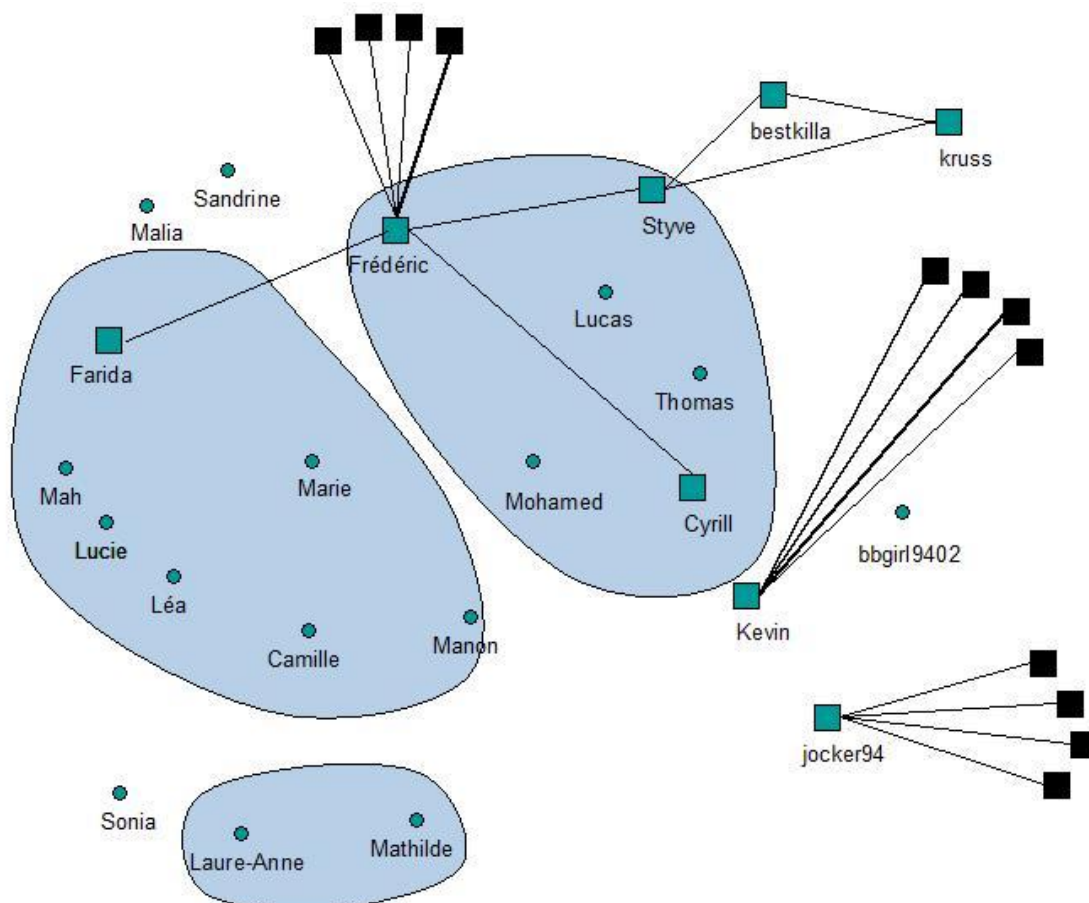 bestkilla
kruss
Sandrine
Malia
Styve
Frédéric
Lucas
Farida
Thomas
Marie
Mah
Mohamed
Cyrill
Lucie
bbgirl9402
Léa
Kevin
Camille
Manon
jocker94
Sonia
Mathilde
Laure-Anne